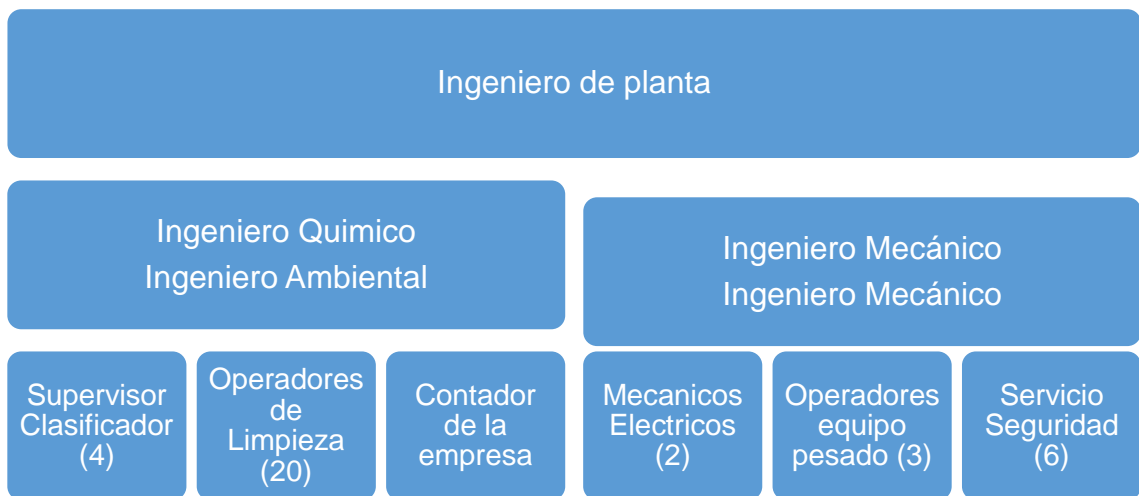 Ingeniero de planta
Ingeniero Quimico
Ingeniero Ambiental
Ingeniero Mecánico
Ingeniero Mecánico
Supervisor
Clasificador
(4)
Operadores
de
Limpieza
(20)
Contador
de la
empresa
Mecanicos
Electricos
(2)
Operadores
equipo
pesado (3)
Servicio
Seguridad
(6)